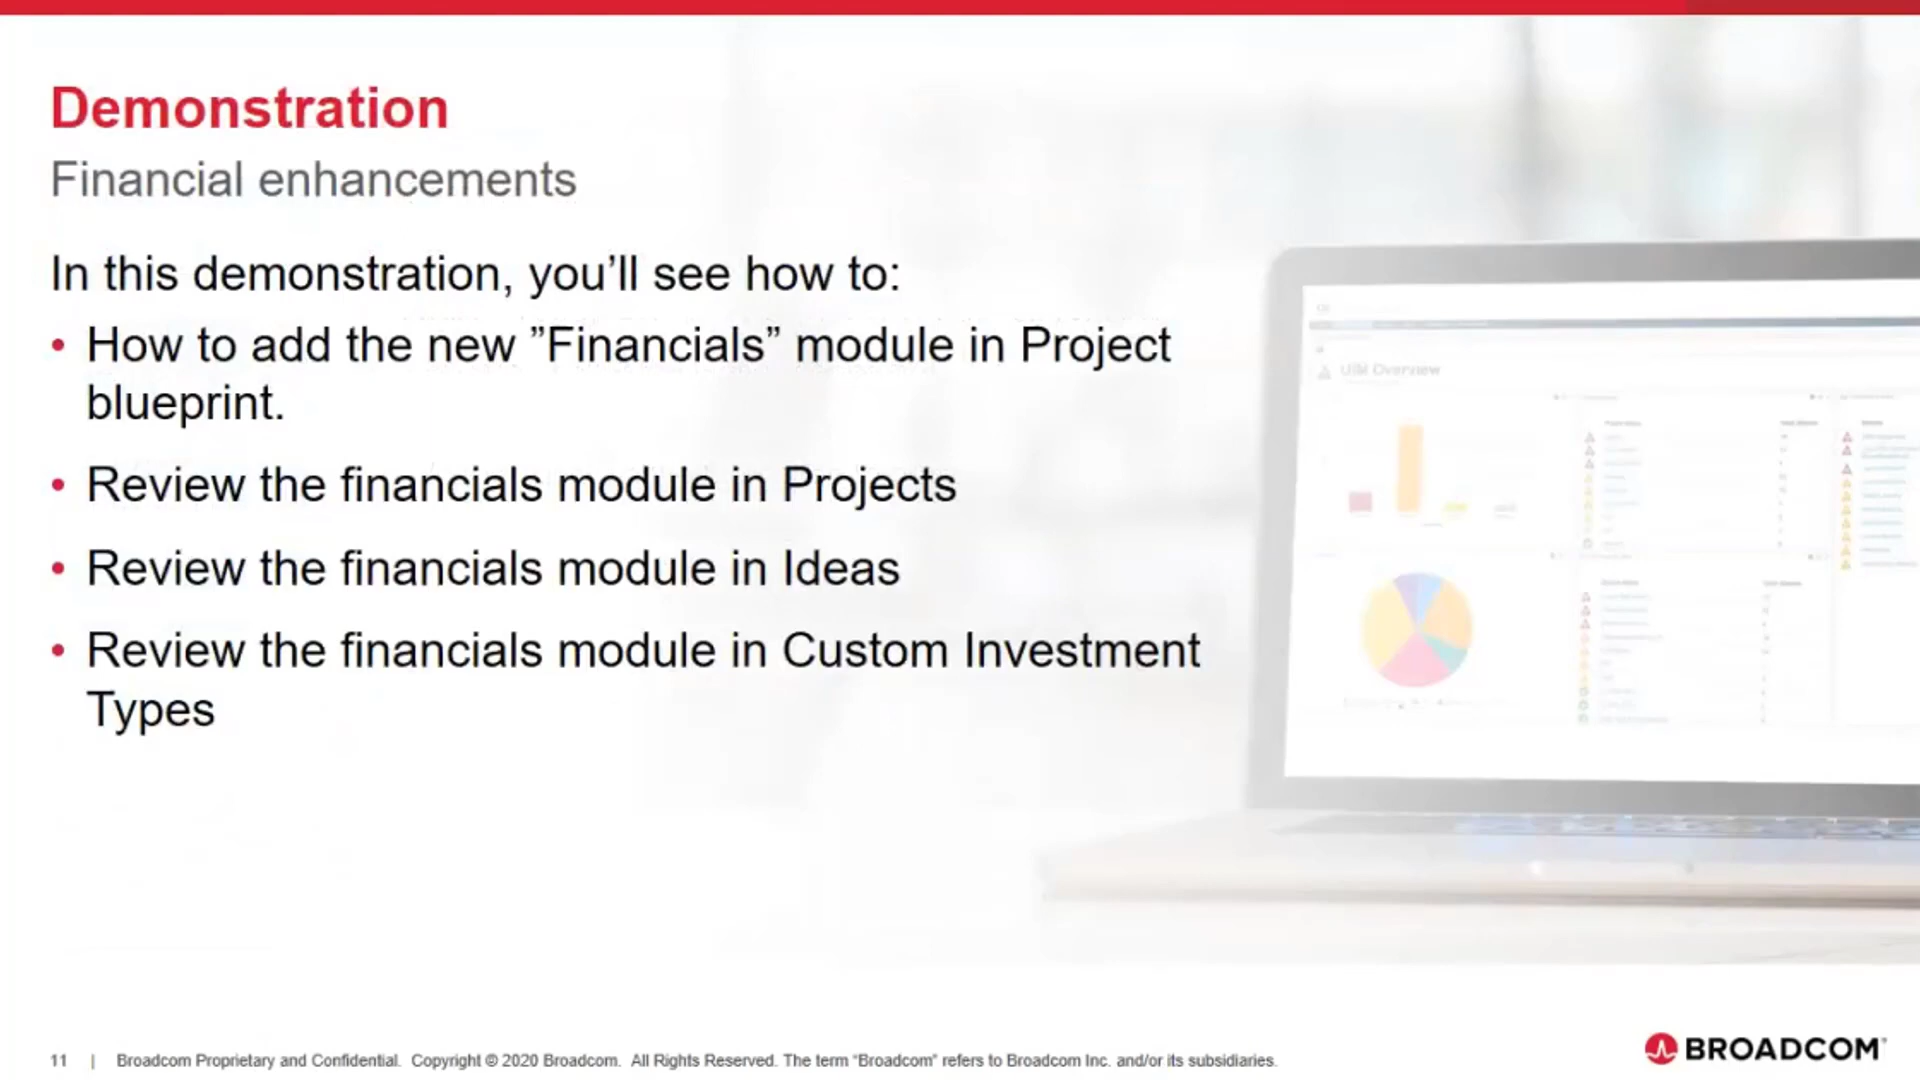 Demonstration
Financial enhancements
In this demonstration, you’ll see how to:
• How to add the new ”Financials” module in Project
blueprint.
• Review the financials module in Projects
• Review the financials module in Ideas
• Review the financials module in Custom Investment
Types
UIM Overview
11 | Broadcom Proprietary and Confidential. Copyright © 2020 Broadcom. All Rights Reserved. The term “Broadcom” refers to Broadcom Inc. and/or its subsidiaries.
BROADCOM